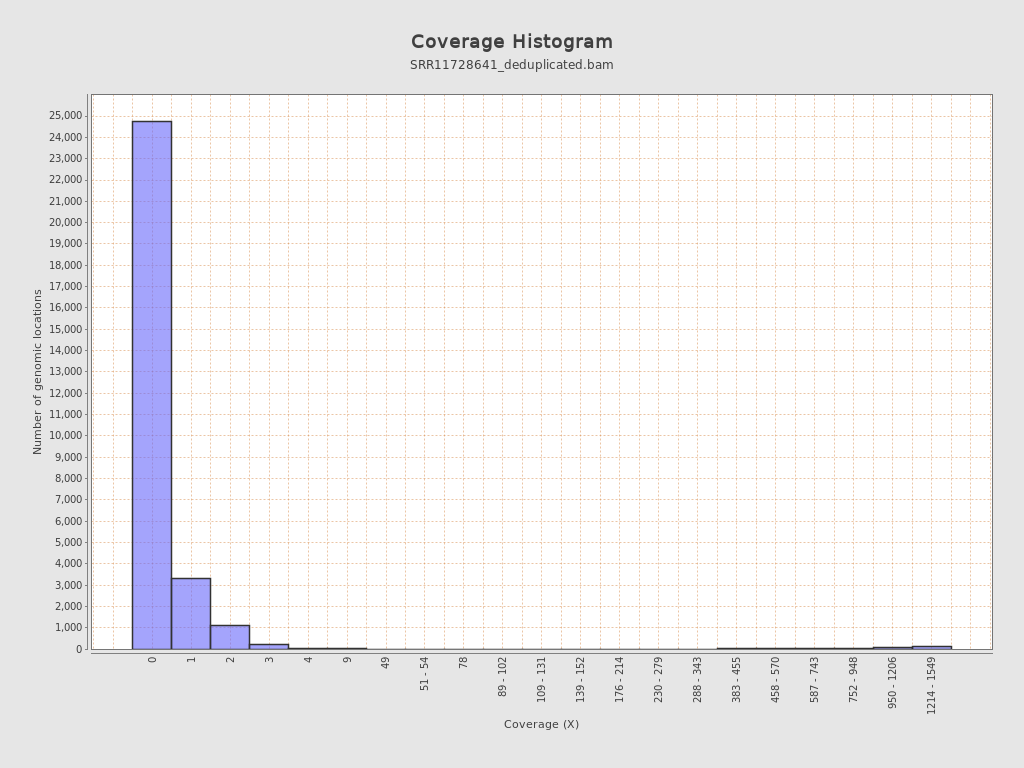 Coverage Histogram
SRR11728641_deduplicated.bam
Number of genomic locations
25,000
24,000
23,000
22,000
21,000
20,000
19,000
18,000
17,000
16,000
15,000
14,000
13,000
12,000
11,000
10,000
9,000
8,000
7,000
6,000
5,000
4,000
3,000
2,000
1,000
0
0
1
2
3
4
9
49
51 - 54
78
89 - 102
109 - 131
139 - 152
176 - 214
230 - 279
288 - 343
383 - 455
458 - 570
587 - 743
752 - 948
950 - 1206
1214 - 1549
Coverage (X)